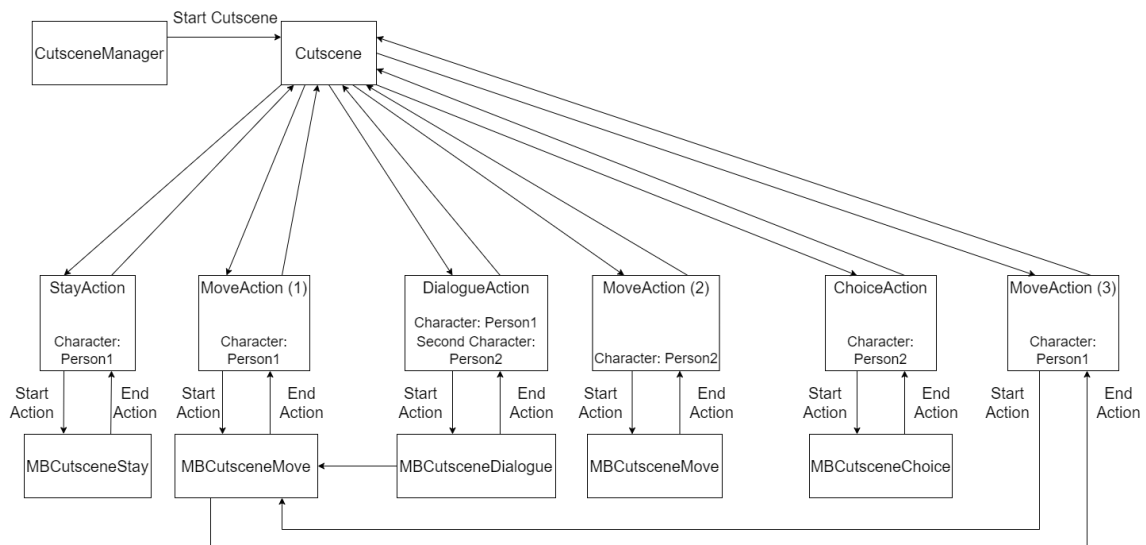 Start Cutscene
CutsceneManager
Cutscene
StayAction
MoveAction (1)
DialogueAction
MoveAction (2)
ChoiceAction
MoveAction (3)
Character:
Person1
Character:
Person1
Character: Person1
Second Character:
Person2
Character: Person2
Character:
Person2
Character:
Person1
Start
Action
End
Action
Start
Action
End
Action
Start
Action
End
Action
Start
Action
End
Action
Start
Action
End
Action
Start
Action
End
Action
MBCutsceneStay
MBCutsceneMove
MBCutsceneDialogue
MBCutsceneMove
MBCutsceneChoice